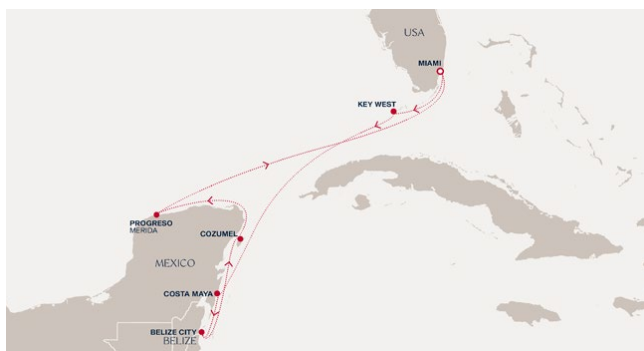 USA
MIAMI
KEY WEST
PROGRESO
MERIDA
COZUMEL
MEXICO
COSTA MAYA
BELIZE CITY
BELIZE